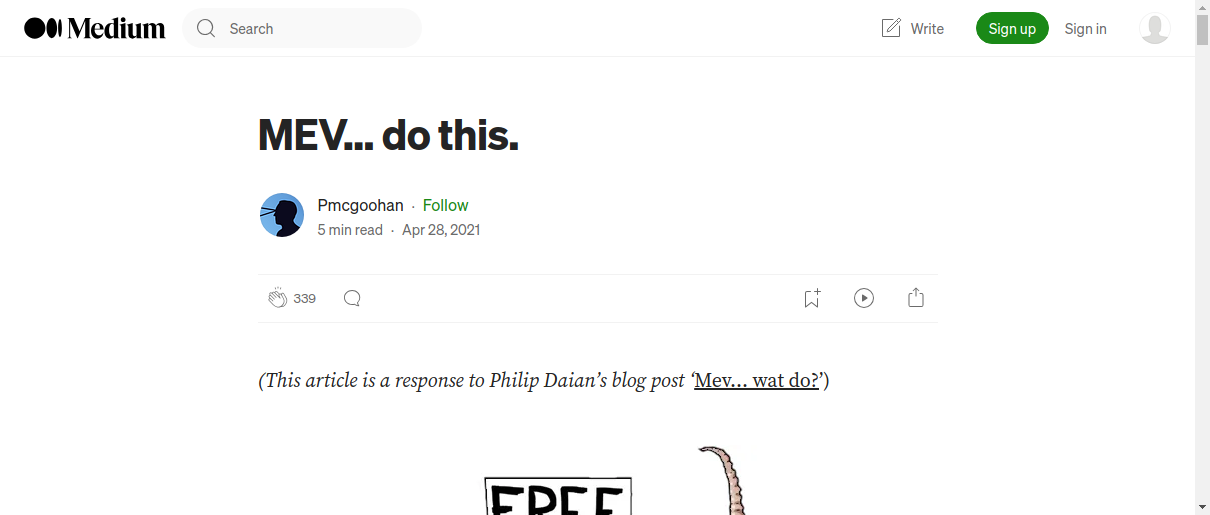 Medium Search Write Sign up Sign in
MEV... do this.
Pmcgoohan · Follow
5 min read · Apr 28, 2021
339
(This article is a response to Philip Daian’s blog post ‘Mev… wat do?’)
FREE